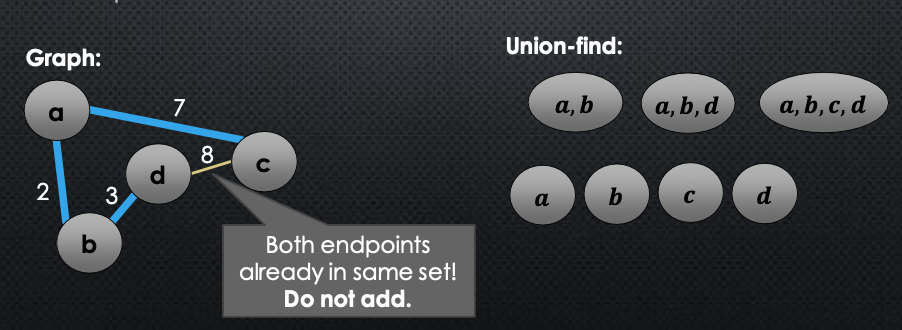 Graph:
a
7
d
8
c
2
3
b
Both endpoints
already in same set!
Do not add.
Union-find:
a, b
a, b, d
a, b, c, d
a
b
c
d